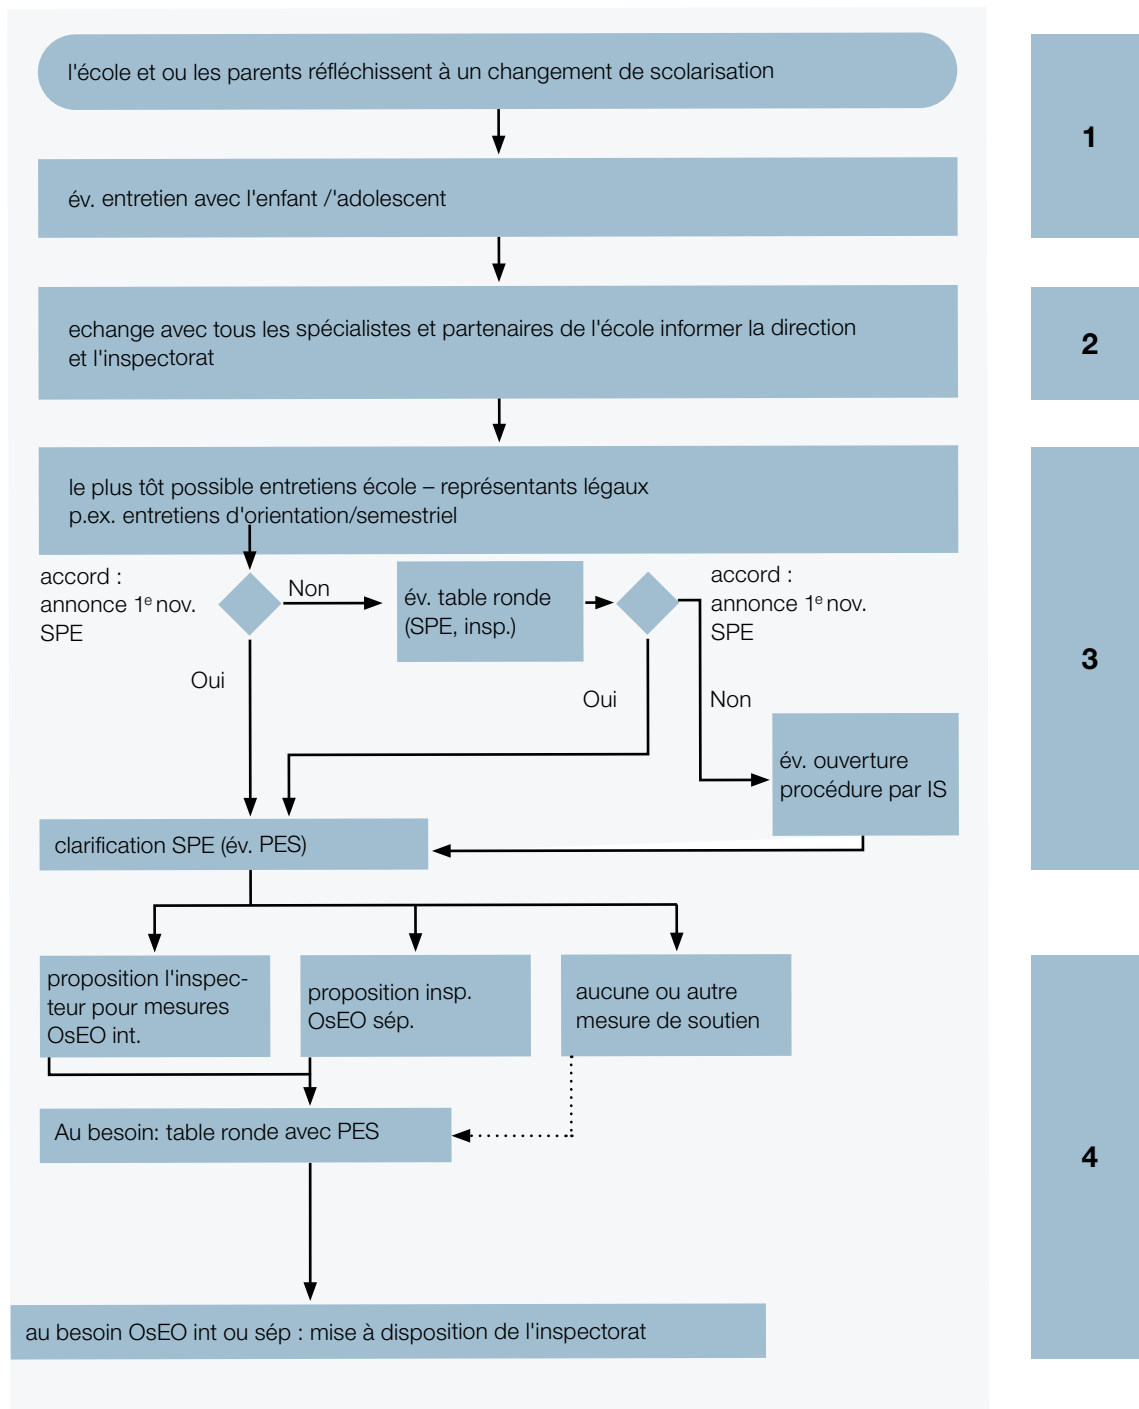 l'école et ou les parents réfléchissent à un changement de scolarisation
1
év. entretien avec l'enfant /'adolescent
echange avec tous les spécialistes et partenaires de l'école informer la direction
et l'inspectorat
2
le plus tôt possible entretiens école – représentants légaux
p.ex. entretiens d'orientation/semestriel
accord :
annonce 1e nov.
SPE
Non
év. table ronde
(SPE, insp.)
accord :
annonce 1e nov.
SPE
3
Oui
Oui
Non
év. ouverture
procédure par IS
clarification SPE (év. PES)
proposition l'inspec-
teur pour mesures
OsEO int.
proposition insp.
OsEO sép.
aucune ou autre
mesure de soutien
4
Au besoin: table ronde avec PES
au besoin OsEO int ou sép : mise à disposition de l'inspectorat